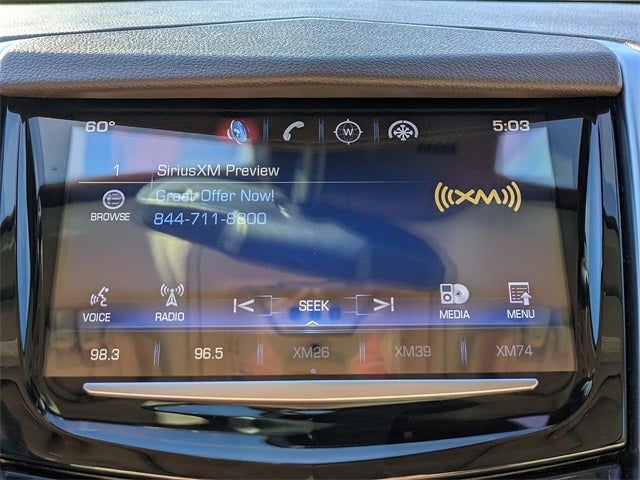 60° W 5:03
1 SiriusXM Preview
Great Offer Now!
844-711-8800
((XM))
BROWSE
VOICE RADIO SEEK MEDIA MENU
98.3 96.5 XM26 XM39 XM74